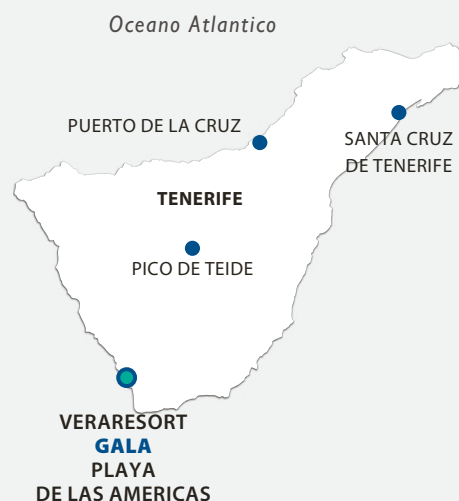 Oceano Atlantico
PUERTO DE LA CRUZ
SANTA CRUZ
DE TENERIFE
TENERIFE
PICO DE TEIDE
VERARESORT
GALA
PLAYA
DE LAS AMERICAS